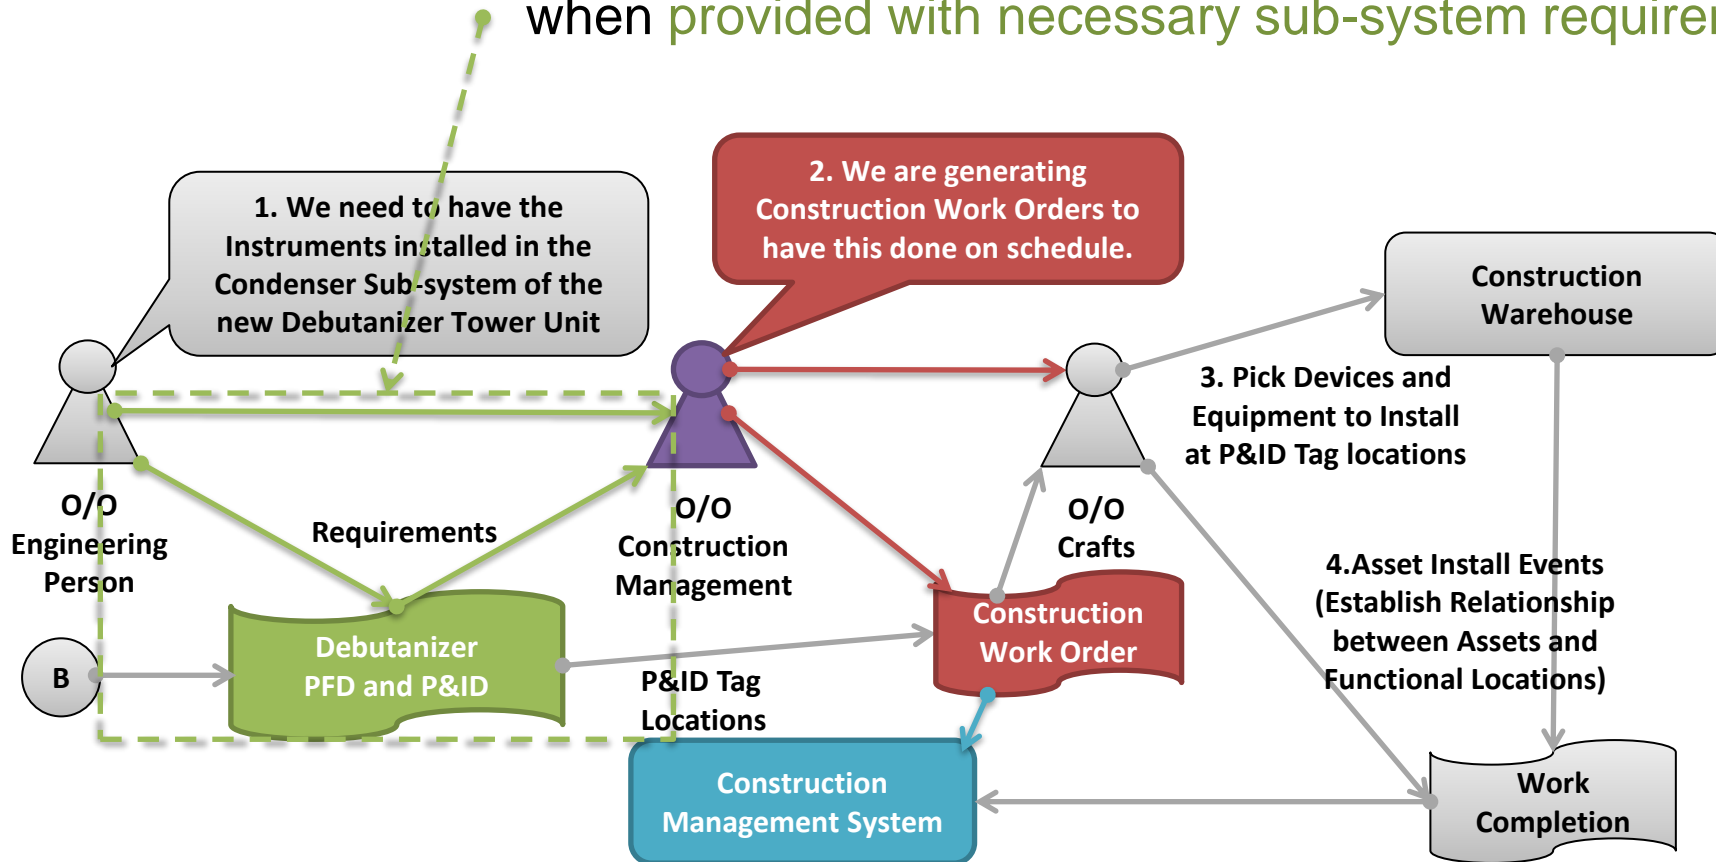 when provided with necessary sub-system
1. We need to have the
Instruments installed in the
Condenser Sub-system of the
new Debutanizer Tower Unit
2. We are generating
Construction Work Orders to
have this done on schedule.
Construction
Warehouse
3. Pick Devices and
Equipment to Install
at P&ID Tag locations
O/O
Engineering
Person
Requirements
O/O
Construction
Management
O/O
Crafts
4.Asset Install Events
(Establish Relationship
between Assets and
Functional Locations)
B
Debutanizer
PFD and P&ID
Construction
Work Order
P&ID Tag
Locations
Construction
Management System
Work
Completion